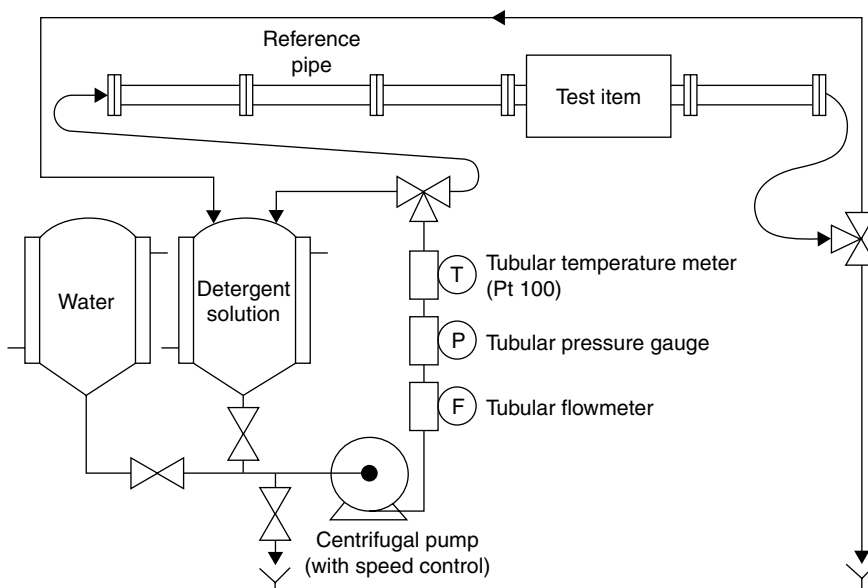 Reference
pipe
Test item
Water
Detergent
solution
T
Tubular temperature meter
(Pt 100)
P
Tubular pressure gauge
F
Tubular flowmeter
Centrifugal pump
(with speed control)